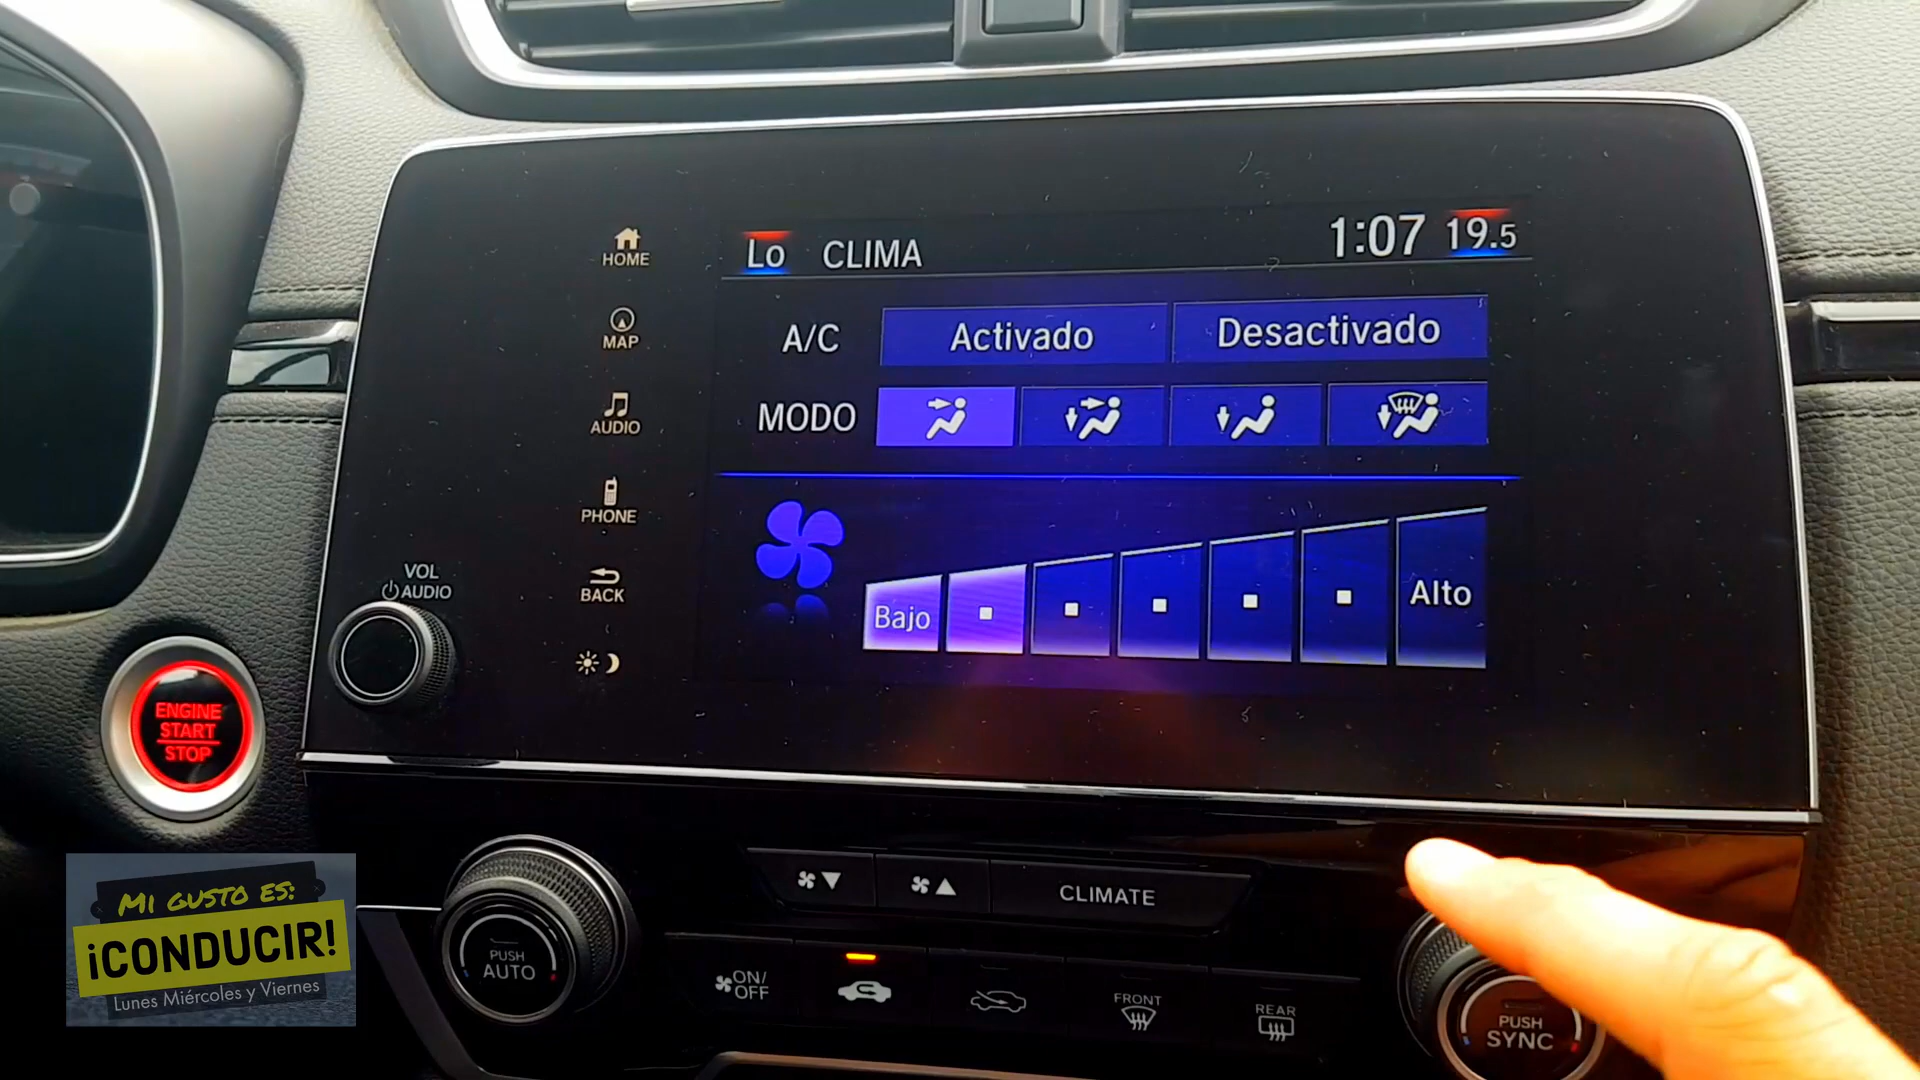 HOME
MAP
AUDIO
PHONE
BACK
VOL
AUDIO
ENGINE
START
STOP
Lo CLIMA 1:07 19.5
A/C Activado Desactivado
MODO
Bajo Alto
CLIMATE
PUSH
AUTO
ON/
OFF
FRONT
REAR
PUSH
SYNC
Mi GUSTO ES:
¡CONDUCIR!
Lunes Miércoles y Viernes